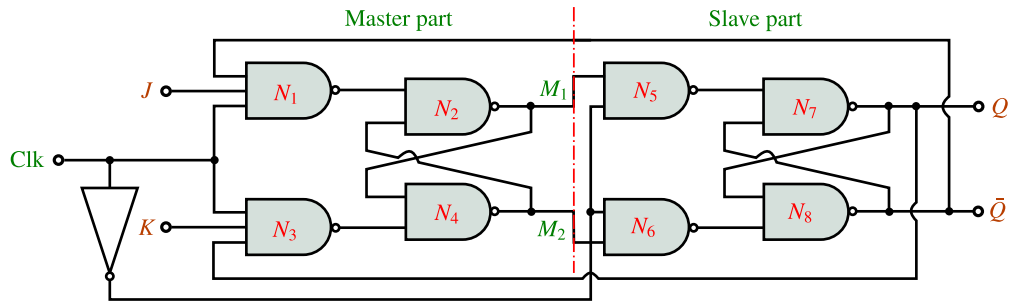 Master part
Slave part
J
N₁
N₂
M₁
N₅
N₇
Q
Clk
K
N₃
N₄
M₂
N₆
N₈
Q̄